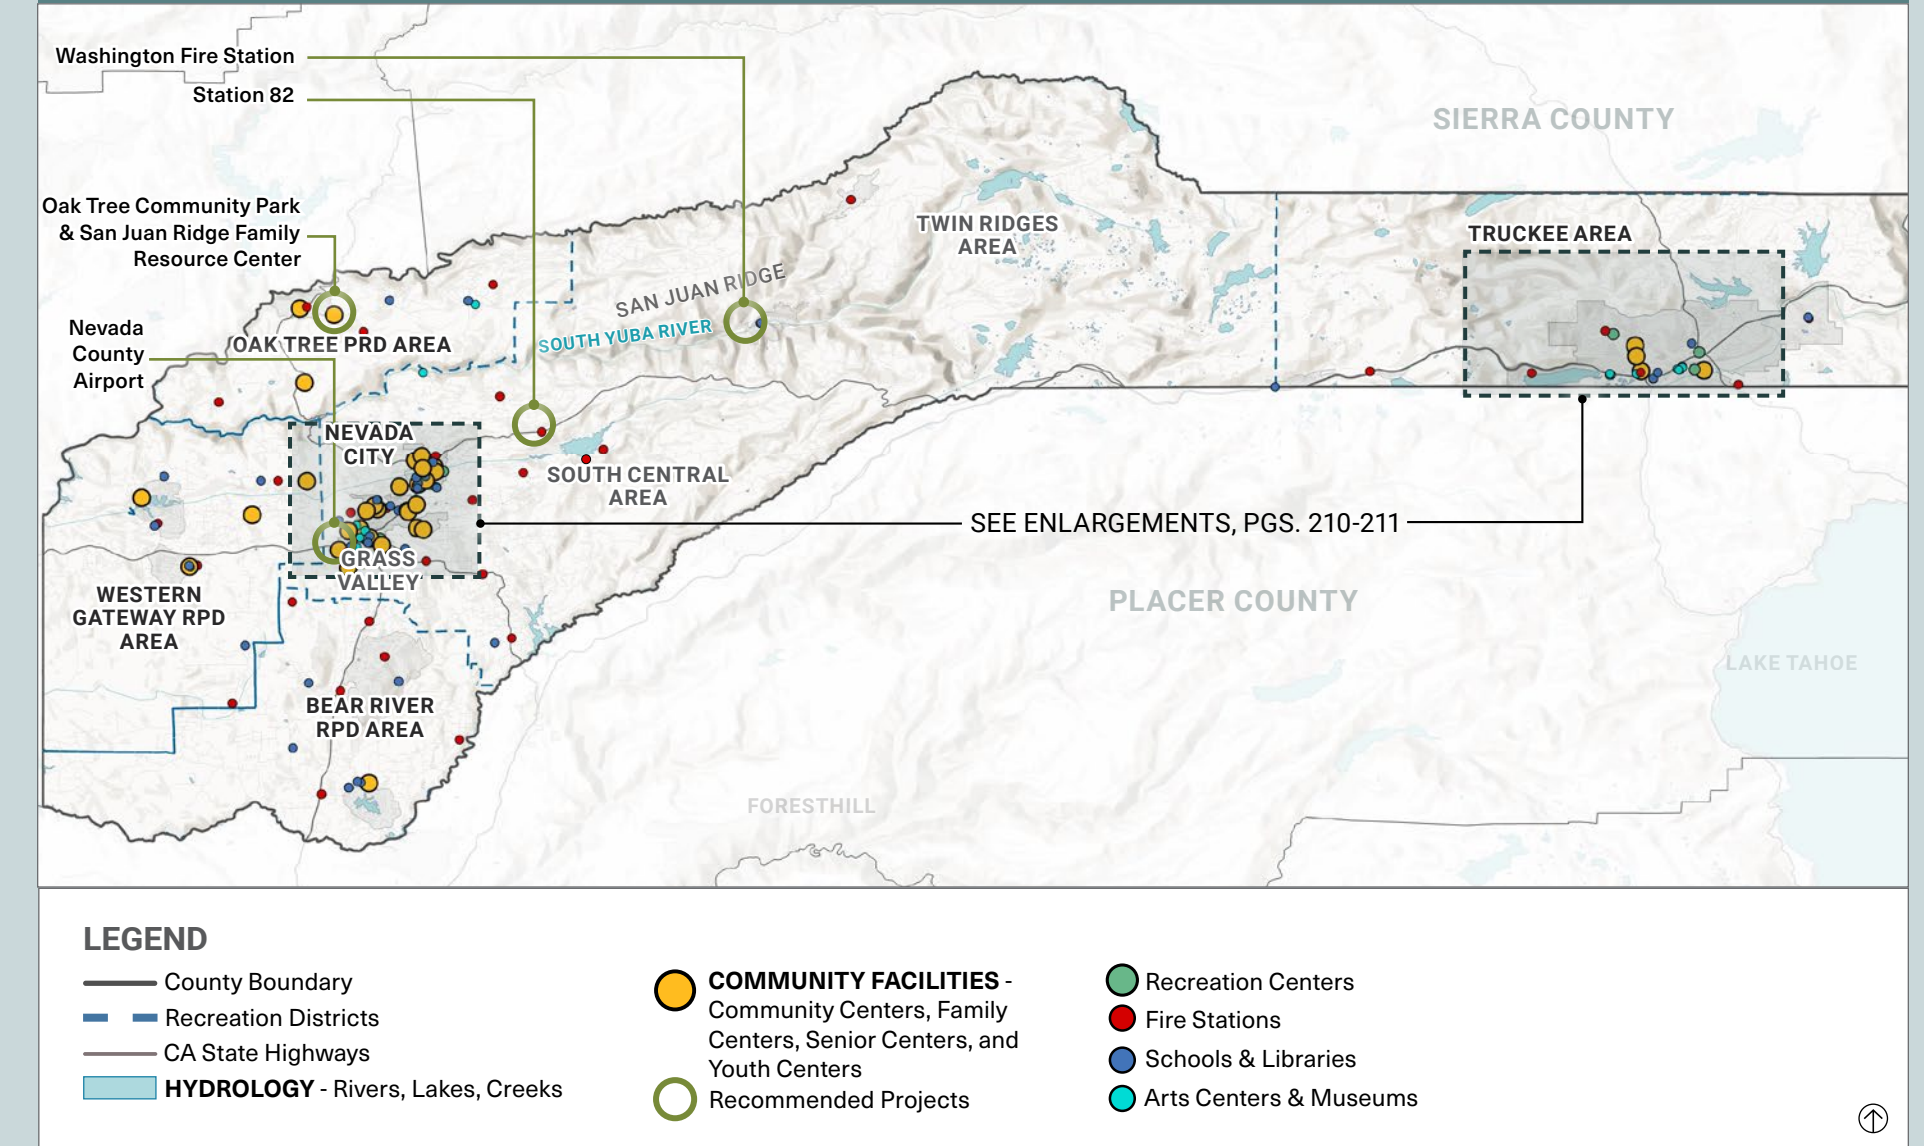 Washington Fire Station
Station 82
Oak Tree Community Park
& San Juan Ridge Family
Resource Center
Nevada
County
Airport
SIERRA COUNTY
TWIN RIDGES
AREA
TRUCKEE AREA
SAN JUAN RIDGE
SOUTH YUBA RIVER
OAK TREE PRD AREA
NEVADA
CITY
SOUTH CENTRAL
AREA
SEE ENLARGEMENTS, PGS. 210-211
GRASS
VALLEY
WESTERN
GATEWAY RPD
AREA
PLACER COUNTY
LAKE TAHOE
BEAR RIVER
RPD AREA
FORESTHILL
LEGEND
County Boundary
Recreation Districts
CA State Highways
HYDROLOGY - Rivers, Lakes, Creeks
COMMUNITY FACILITIES -
Community Centers, Family
Centers, Senior Centers, and
Youth Centers
Recommended Projects
Recreation Centers
Fire Stations
Schools & Libraries
Arts Centers & Museums